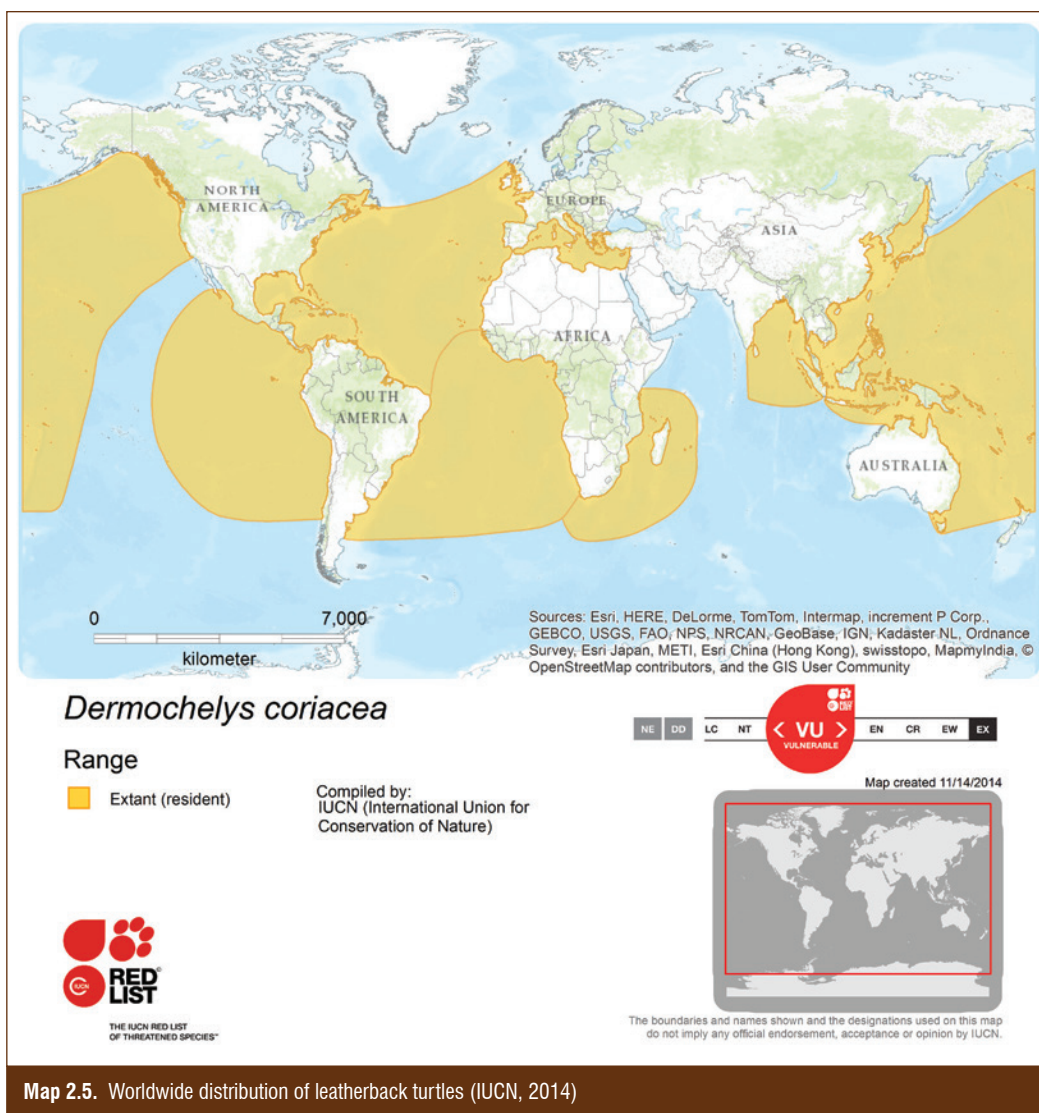 NORTH
AMERICA
EUROPE
ASIA
AFRICA
SOUTH
AMERICA
AUSTRALIA
0 7,000
kilometer
Sources: Esri, HERE, DeLorme, TomTom, Intermap, increment P Corp.,
GEBCO, USGS, FAO, NPS, NRCAN, GeoBase, IGN, Kadaster NL, Ordnance
Survey, Esri Japan, METI, Esri China (Hong Kong), swisstopo, MapmyIndia, ©
OpenStreetMap contributors, and the GIS User Community
Dermochelys coriacea
Range
Extant (resident)
Compiled by:
IUCN (International Union for
Conservation of Nature)
NE DD LC NT < VU > EN CR EW EX
VULNERABLE
Map created 11/14/2014
IUCN
RED
LIST
THE IUCN RED LIST
OF THREATENED SPECIES™
The boundaries and names shown and the designations used on this map
do not imply any official endorsement, acceptance or opinion by IUCN.
Map 2.5. Worldwide distribution of leatherback turtles (IUCN, 2014)